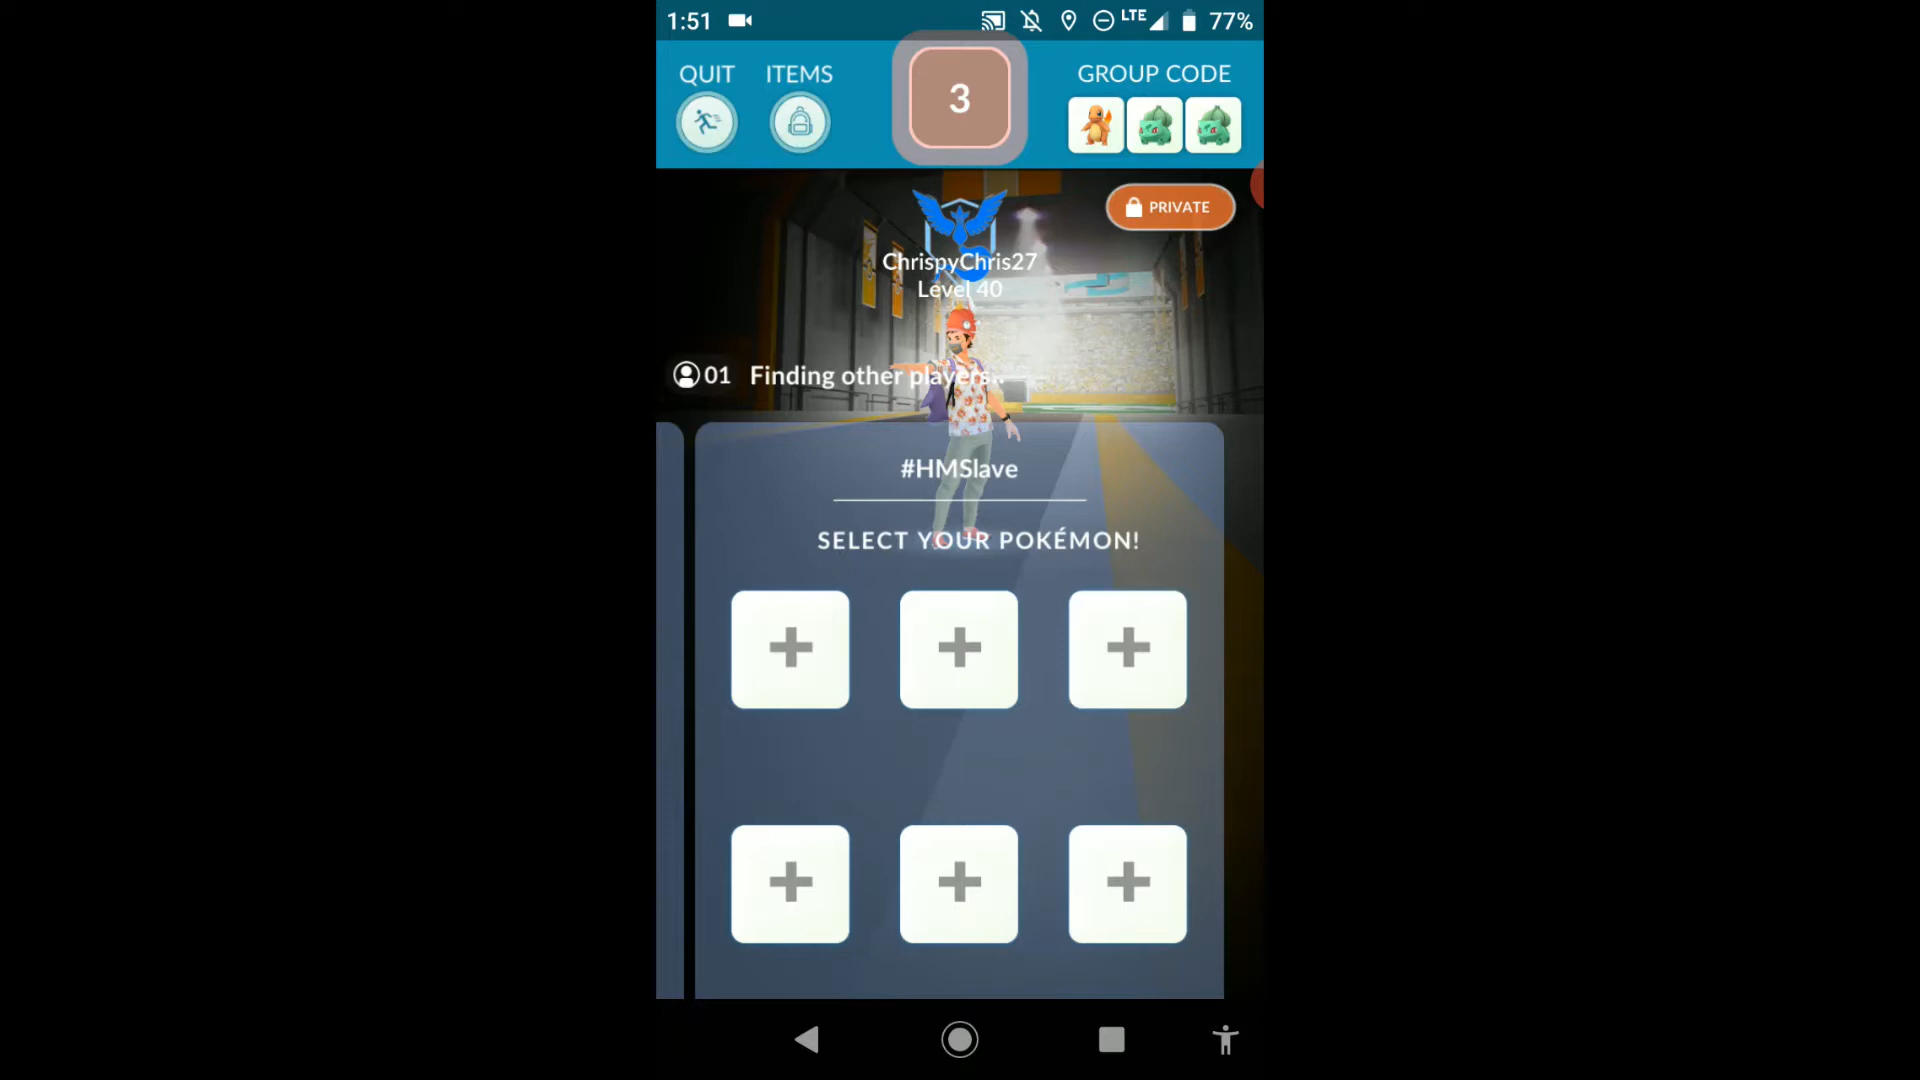 1:51
LTE
77%
QUIT
ITEMS
3
GROUP CODE
PRIVATE
ChrispyChris27
Level 40
01
Finding other players..
#HMSlave
SELECT YOUR POKÉMON!